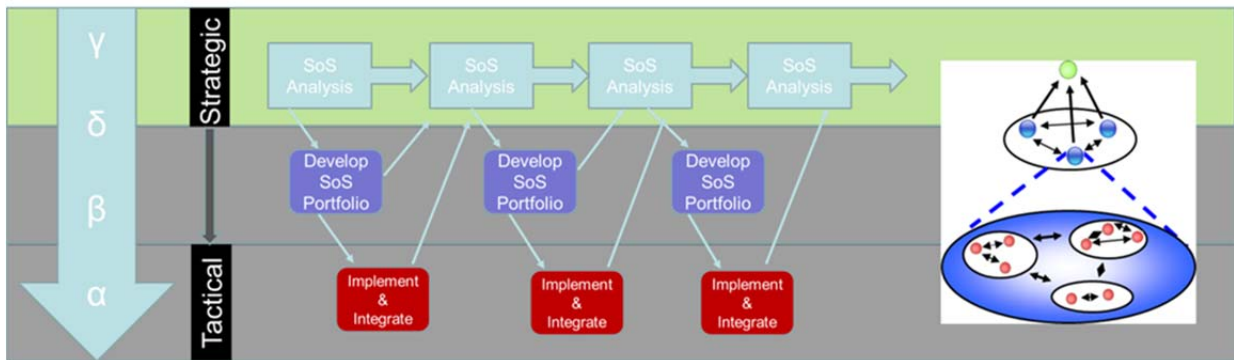 γ
δ
β
α
Strategic
Tactical
SoS
Analysis
SoS
Analysis
SoS
Analysis
SoS
Analysis
Develop
SoS
Portfolio
Develop
SoS
Portfolio
Develop
SoS
Portfolio
Implement
&
Integrate
Implement
&
Integrate
Implement
&
Integrate